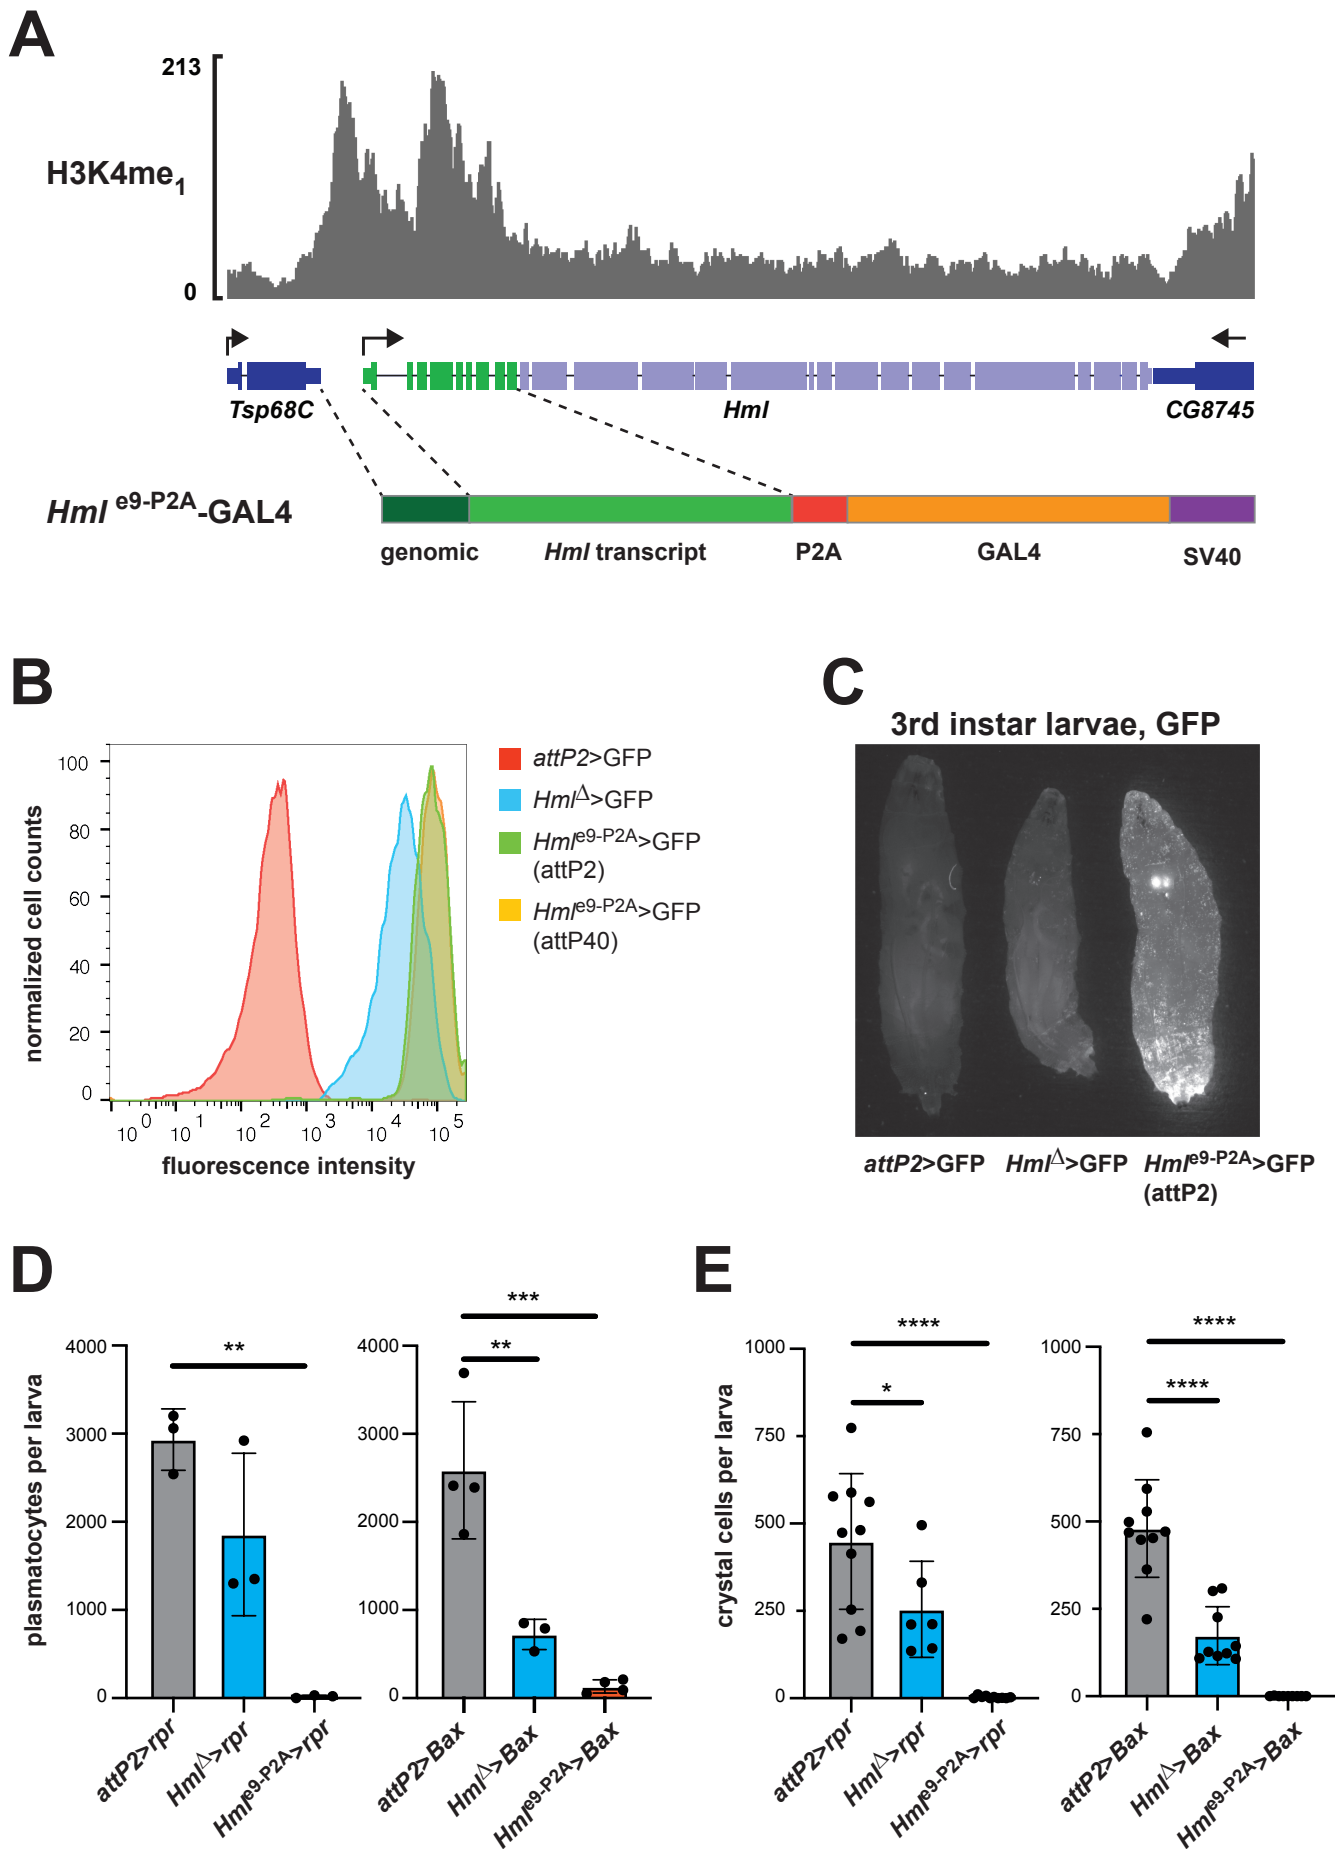 A
213
H3K4me1
0
Tsp68C
Hml
CG8745
Hml e9-P2A-GAL4
genomic
Hml transcript
P2A
GAL4
SV40
B
100
80
60
40
20
0
normalized cell counts
10^0 10^1 10^2 10^3 10^4 10^5
fluorescence intensity
attP2>GFP
HmlΔ>GFP
Hmle9-P2A>GFP
(attP2)
Hmle9-P2A>GFP
(attP40)
C
3rd instar larvae, GFP
attP2>GFP
HmlΔ>GFP
Hmle9-P2A>GFP
(attP2)
D
plasmatocytes per larva
4000
3000
2000
1000
0
**
attP2>rpr
HmlΔ>rpr
Hmle9-P2A>rpr
4000
3000
2000
1000
0
***
**
attP2>Bax
HmlΔ>Bax
Hmle9-P2A>Bax
E
crystal cells per larva
1000
750
500
250
0
****
*
attP2>rpr
HmlΔ>rpr
Hmle9-P2A>rpr
1000
750
500
250
0
****
****
attP2>Bax
HmlΔ>Bax
Hmle9-P2A>Bax